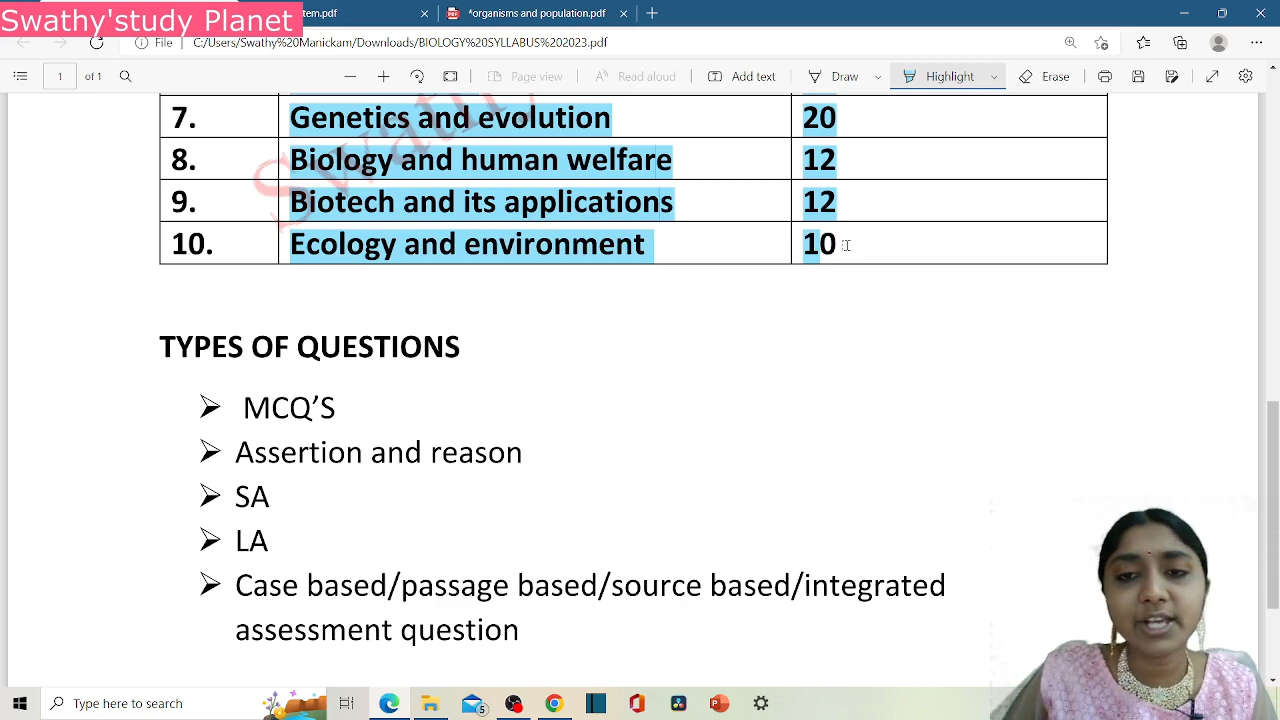 Swathy'study Planet
tem.pdf
*organisms and population.pdf
File
C:/Users/Swathy%20Manickam/Downloads/BIOLOGY%20SYLLABUS%202023.pdf
1 of 1
Page view
Read aloud
Add text
Draw
Highlight
Erase
7. Genetics and evolution 20
8. Biology and human welfare 12
9. Biotech and its applications 12
10. Ecology and environment 10
TYPES OF QUESTIONS
➢ MCQ'S
➢ Assertion and reason
➢ SA
➢ LA
➢ Case based/passage based/source based/integrated
assessment question
Type here to search
5